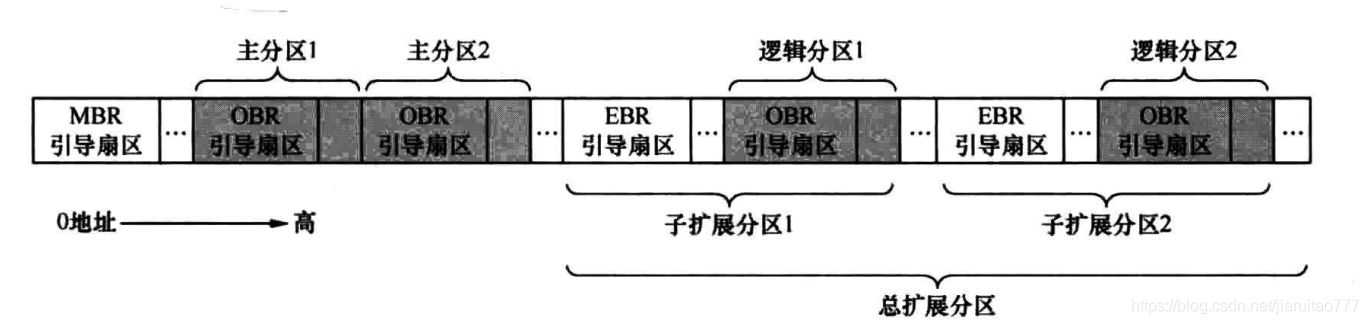 主分区1 主分区2 逻辑分区1 逻辑分区2
MBR ... OBR OBR ... EBR ... OBR ... EBR ... OBR ...
引导扇区 引导扇区 引导扇区 引导扇区 引导扇区 引导扇区 引导扇区
0地址 高 子扩展分区1 子扩展分区2
总扩展分区
https://blog.csdn.net/jiaruitao777